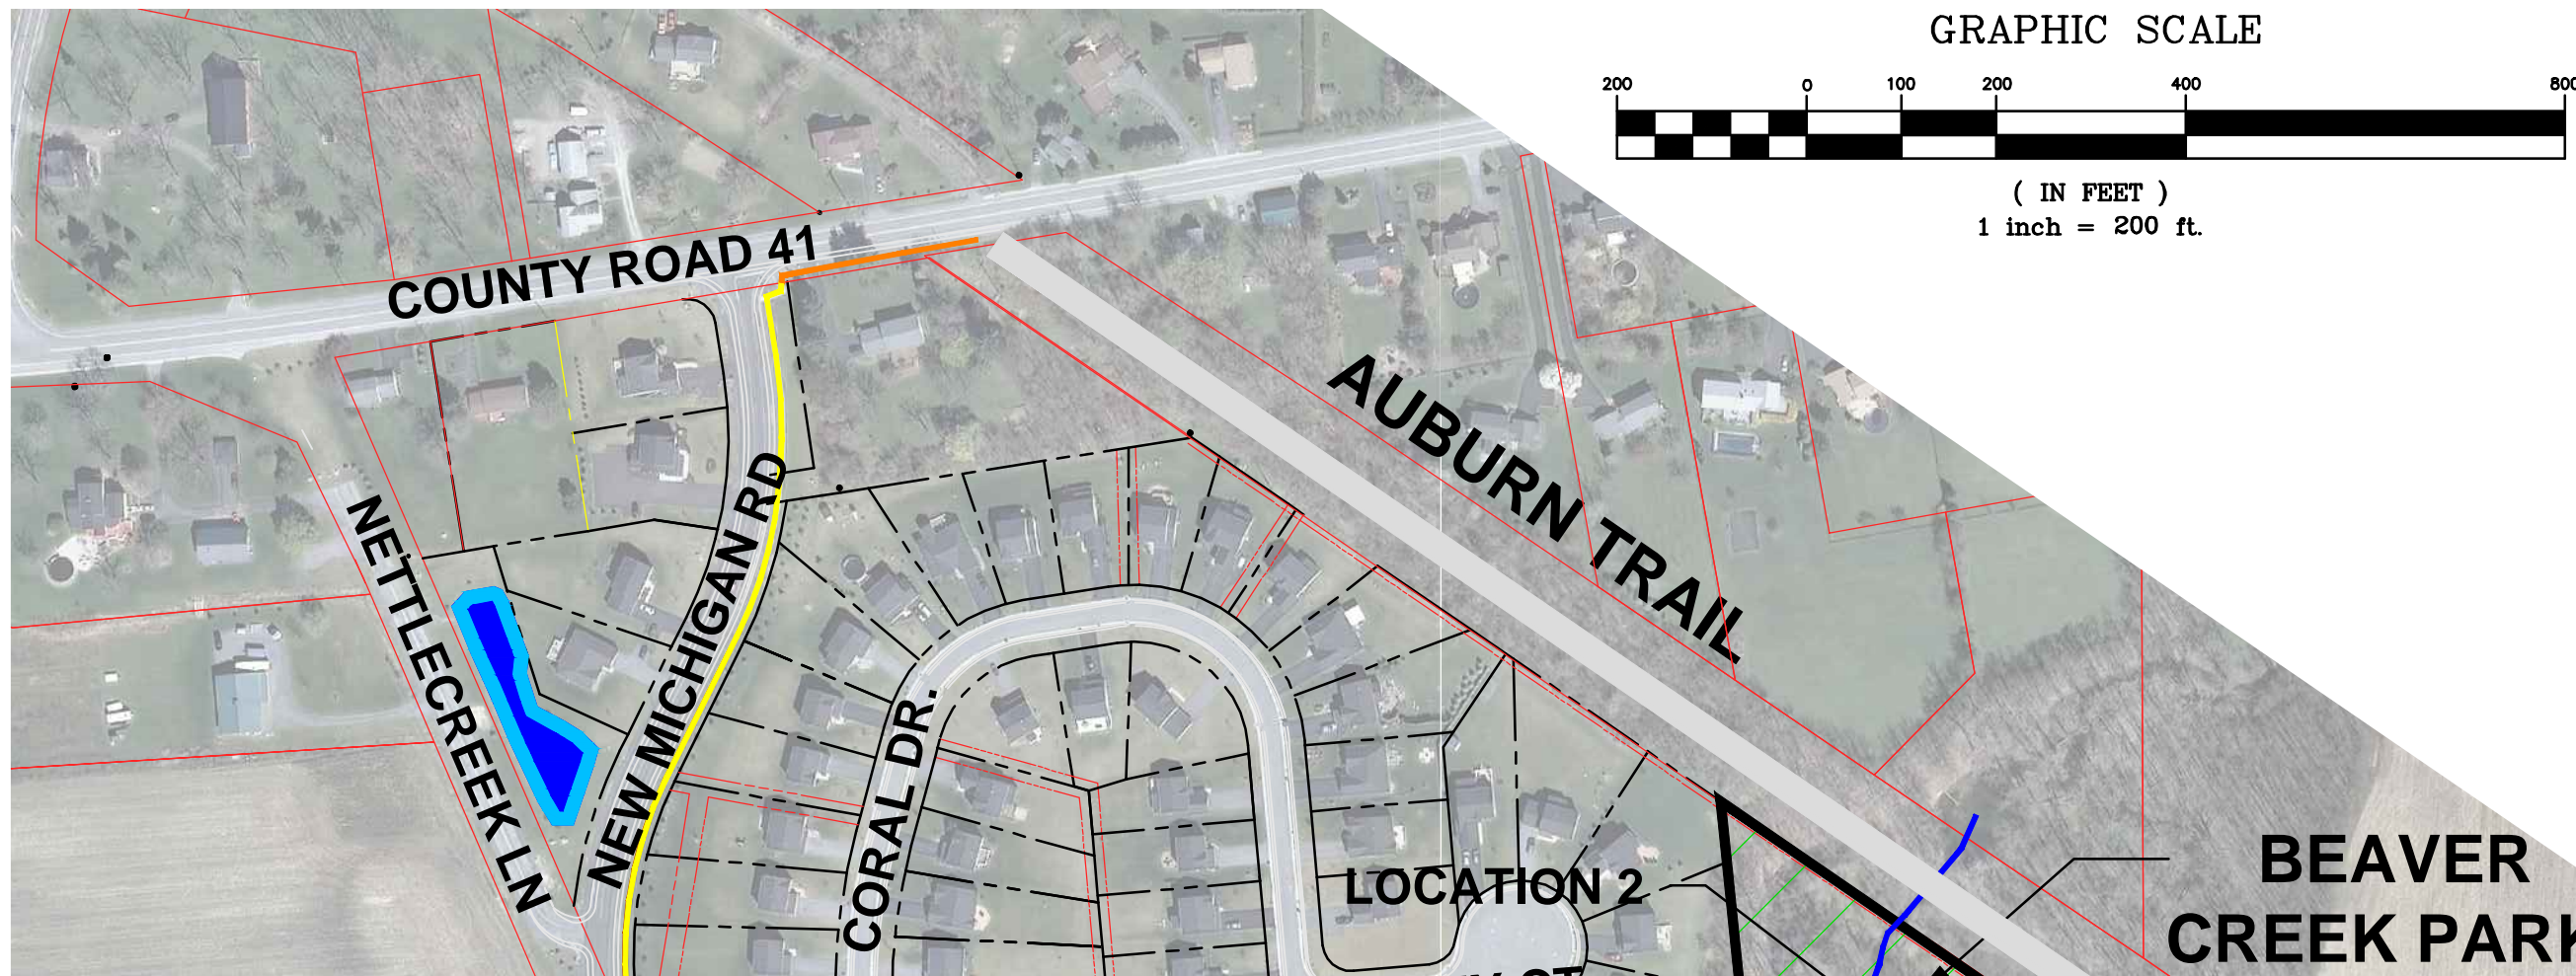 GRAPHIC SCALE
200 0 100 200 400 800
( IN FEET )
1 inch = 200 ft.
COUNTY ROAD 41
AUBURN TRAIL
NEW MICHIGAN RD
NETTLECREEK LN
CORAL DR.
LOCATION 2
BEAVER
CREEK PARK
CT